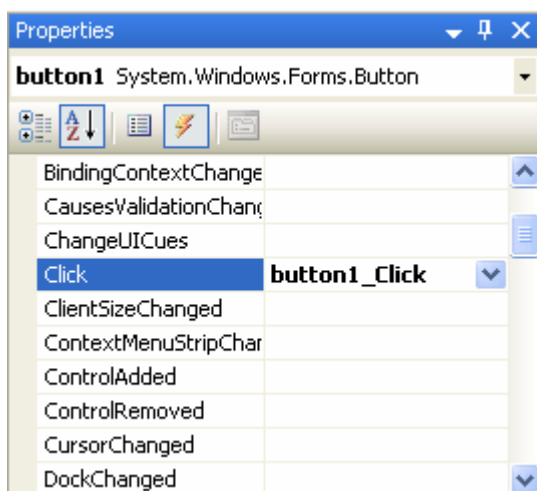 Properties
button1 System.Windows.Forms.Button
A
Z
BindingContextChange
CausesValidationChang
ChangeUICues
Click button1_Click
ClientSizeChanged
ContextMenuStripChar
ControlAdded
ControlRemoved
CursorChanged
DockChanged